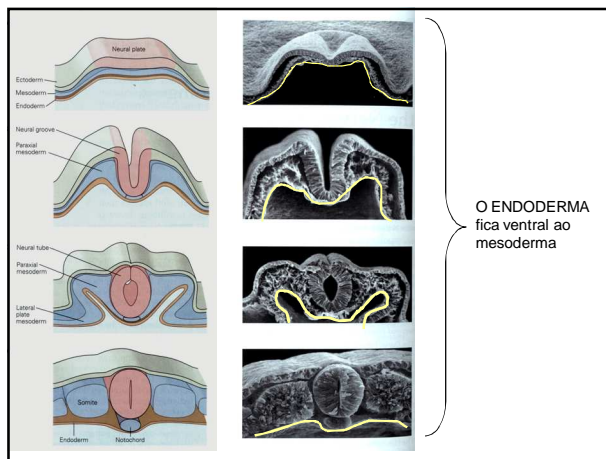 Neural plate
Ectoderm
Mesoderm
Endoderm
Neural groove
Paraxial
mesoderm
Neural tube
Paraxial
mesoderm
Lateral
plate
mesoderm
Somite
Endoderm
Notochord
O ENDODERMA
fica ventral ao
mesoderma